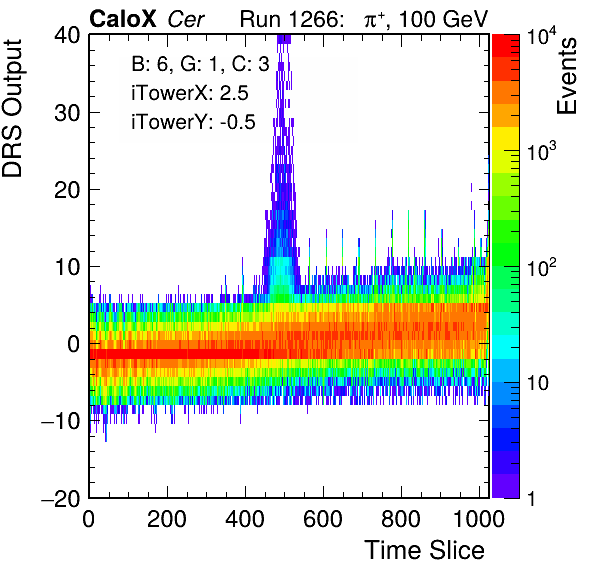 CaloX Cer Run 1266: π⁺, 100 GeV
DRS Output
Events
B: 6, G: 1, C: 3
iTowerX: 2.5
iTowerY: -0.5
40
30
20
10
0
−10
−20
0 200 400 600 800 1000
Time Slice
10⁴
10³
10²
10
1